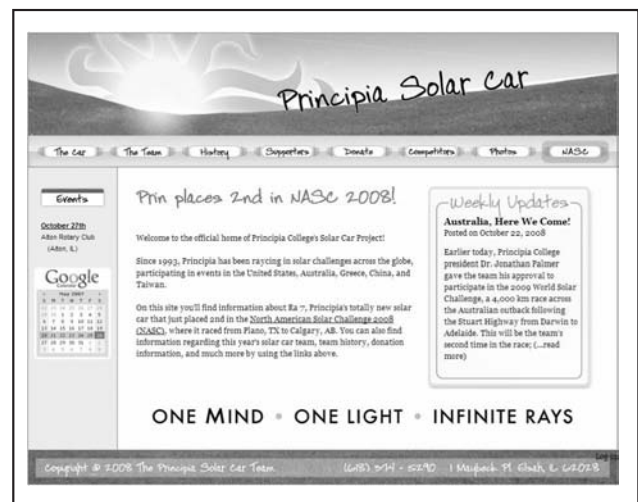 Principia Solar Car
The Car The Team History Supporters Donate Competitors Photos NASC
Events
October 27th
Alton Rotary Club
(Alton, IL)
Google
Prin places 2nd in NASC 2008!
Welcome to the official home of Principia College's Solar Car Project!
Since 1993, Principia has been raycing in solar challenges across the globe,
participating in events in the United States, Australia, Greece, China, and
Taiwan.
On this site you'll find information about Ra 7, Principia's totally new solar
car that just placed 2nd in the North American Solar Challenge 2008
(NASC), where it raced from Plano, TX to Calgary, AB. You can also find
information regarding this year's solar car team, team history, donation
information, and much more by using the links above.
Weekly Updates
Australia, Here We Come!
Posted on October 22, 2008
Earlier today, Principia College
president Dr. Jonathan Palmer
gave the team his approval to
participate in the 2009 World Solar
Challenge, a 4,000 km race across
the Australian outback following
the Stuart Highway from Darwin to
Adelaide. This will be the team's
second time in the race; (...read
more)
ONE MIND • ONE LIGHT • INFINITE RAYS
Copyright © 2008 The Principia Solar Car Team (618) 374 - 5290 1 Maybeck Pl. Elsah, IL 62028